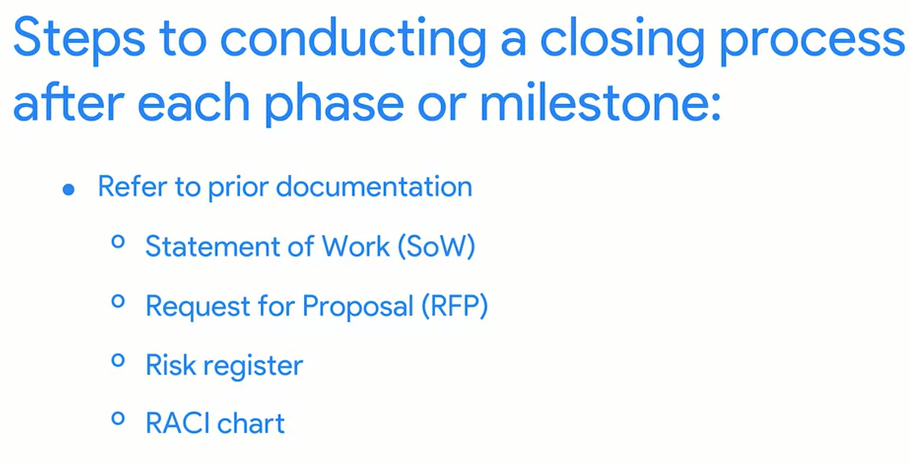 Steps to conducting a closing process
after each phase or milestone:
Refer to prior documentation
Statement of Work (SoW)
Request for Proposal (RFP)
Risk register
RACI chart